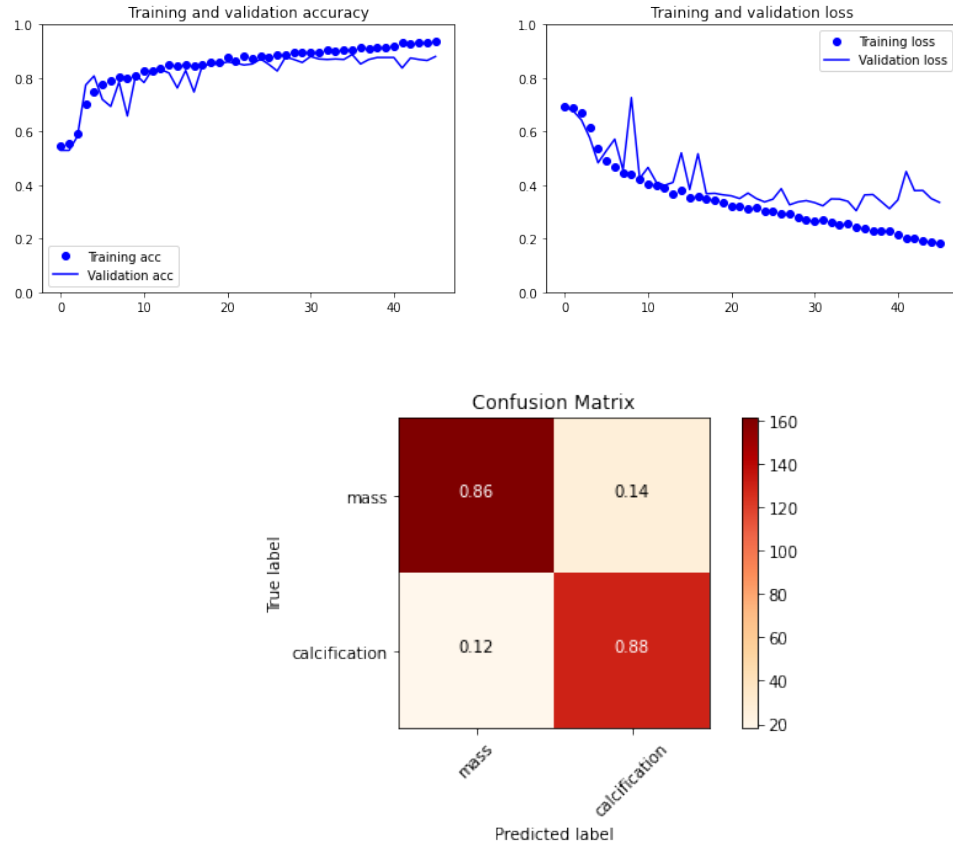 Training and validation accuracy
1.0
0.8
0.6
0.4
0.2
0.0
Training acc
Validation acc
0
10
20
30
40
Training and validation loss
1.0
0.8
0.6
0.4
0.2
0.0
Training loss
Validation loss
0
10
20
30
40
Confusion Matrix
True label
mass
calcification
0.86
0.14
0.12
0.88
mass
calcification
Predicted label
160
140
120
100
80
60
40
20